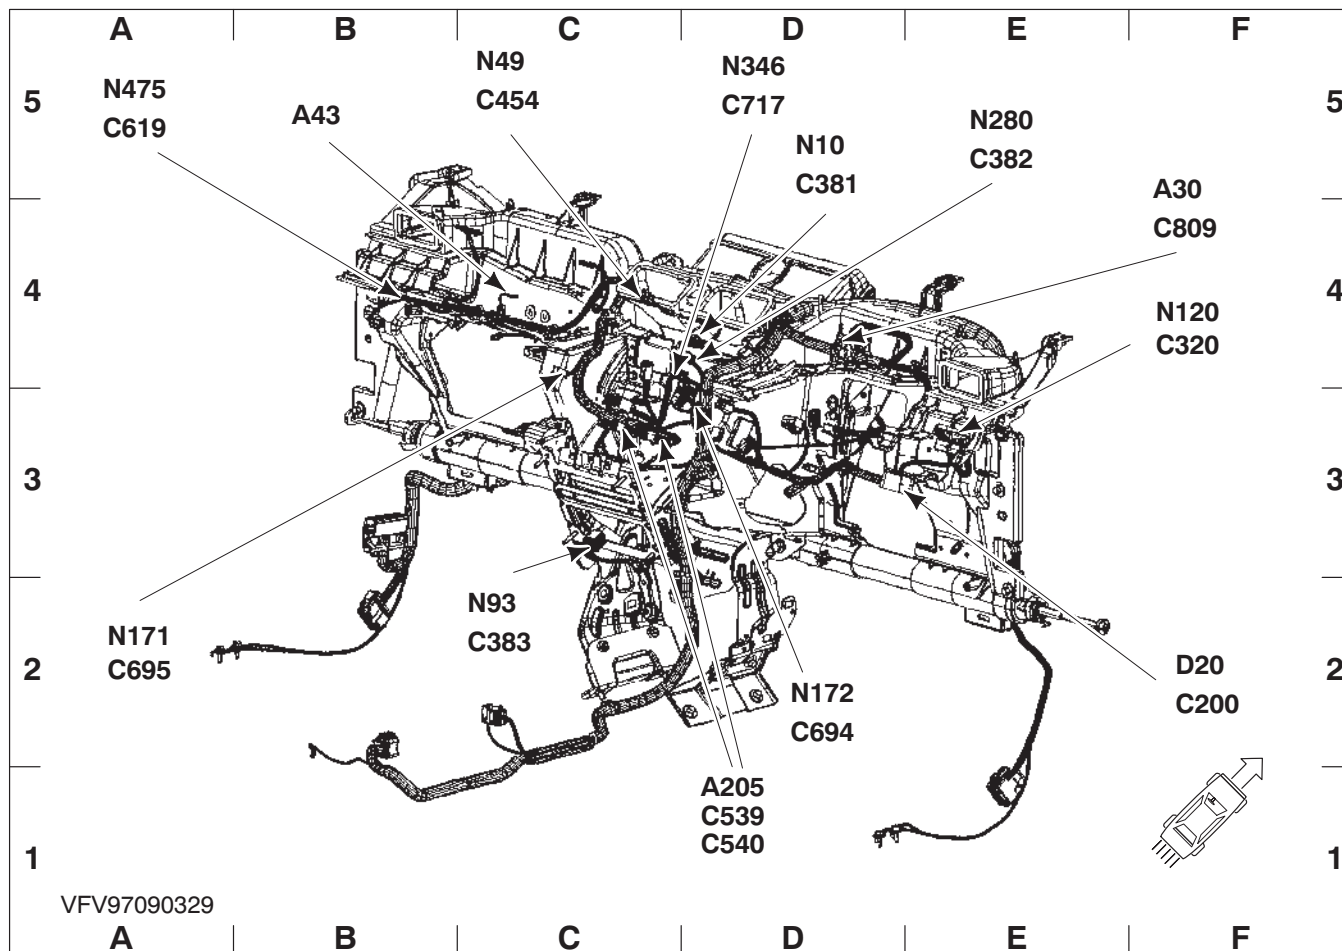 A B C D E F
5 5
N475
C619
A43
N49
C454
N346
C717
N10
C381
N280
C382
A30
C809
4 4
N120
C320
3 3
N171
C695
N93
C383
2 2
N172
C694
D20
C200
A205
C539
C540
1 1
VFV97090329
A B C D E F